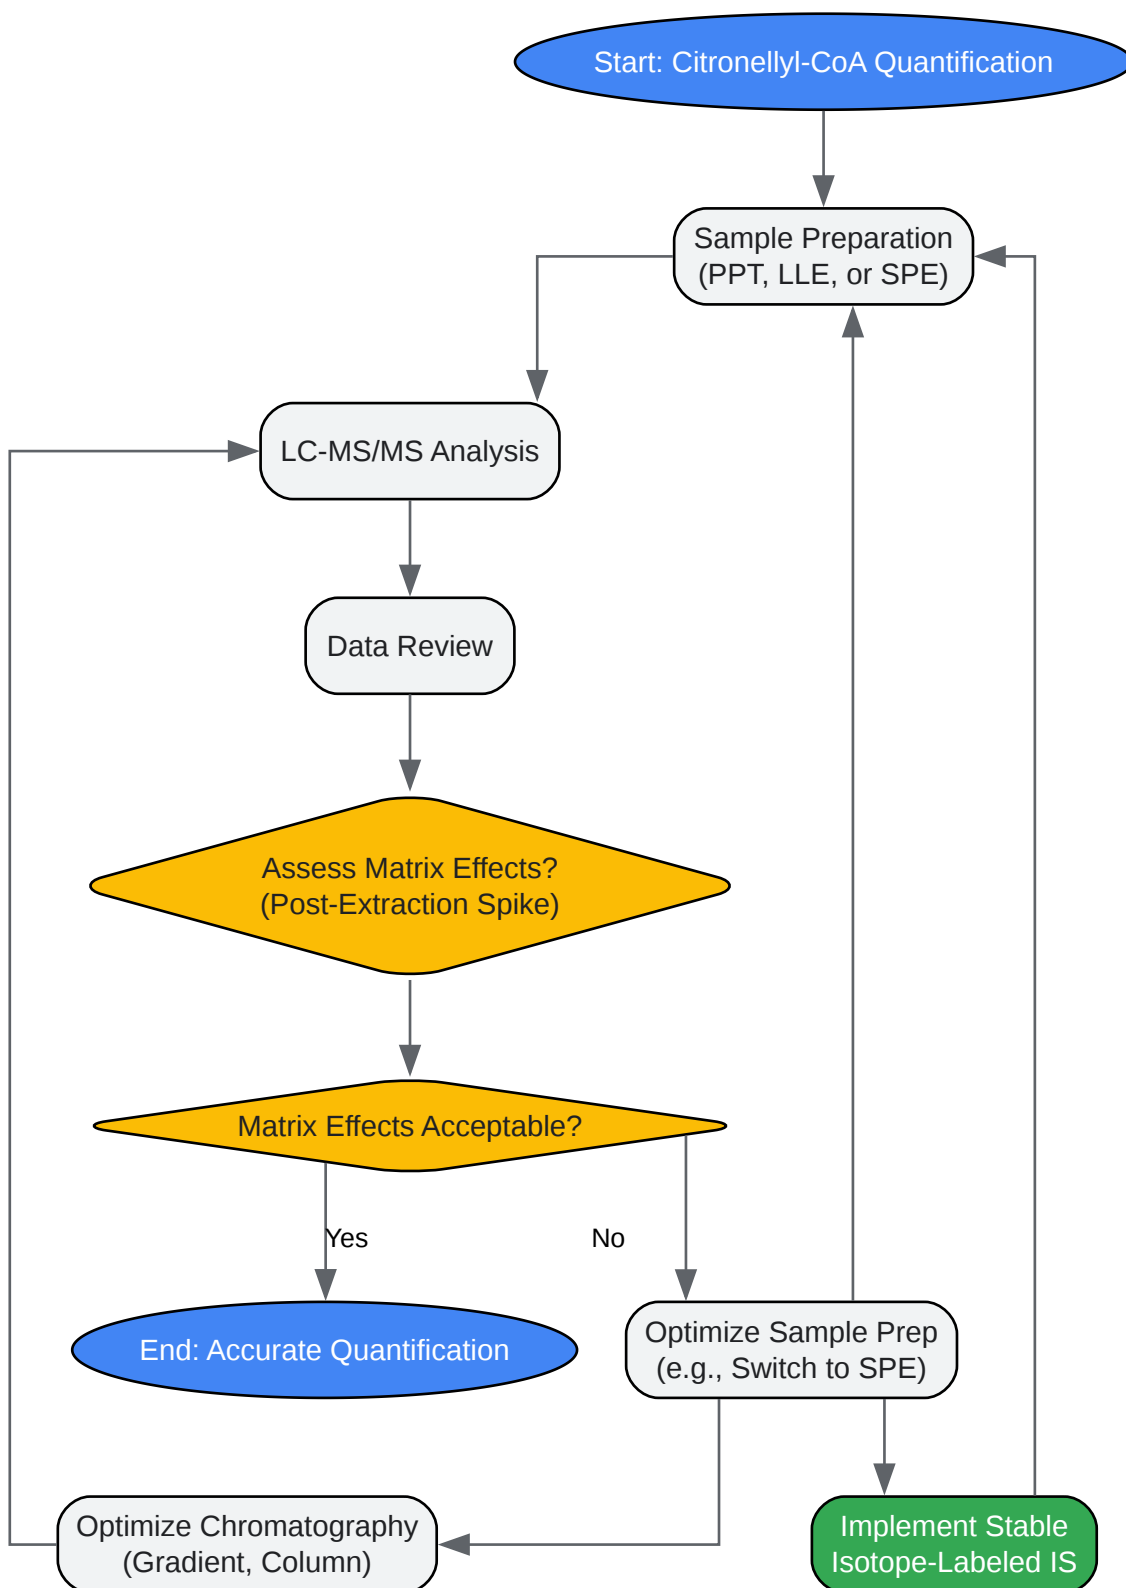 Start: Citronellyl-CoA Quantification
Sample Preparation
(PPT, LLE, or SPE)
LC-MS/MS Analysis
Data Review
Assess Matrix Effects?
(Post-Extraction Spike)
Matrix Effects Acceptable?
Yes
No
End: Accurate Quantification
Optimize Sample Prep
(e.g., Switch to SPE)
Optimize Chromatography
(Gradient, Column)
Implement Stable
Isotope-Labeled IS